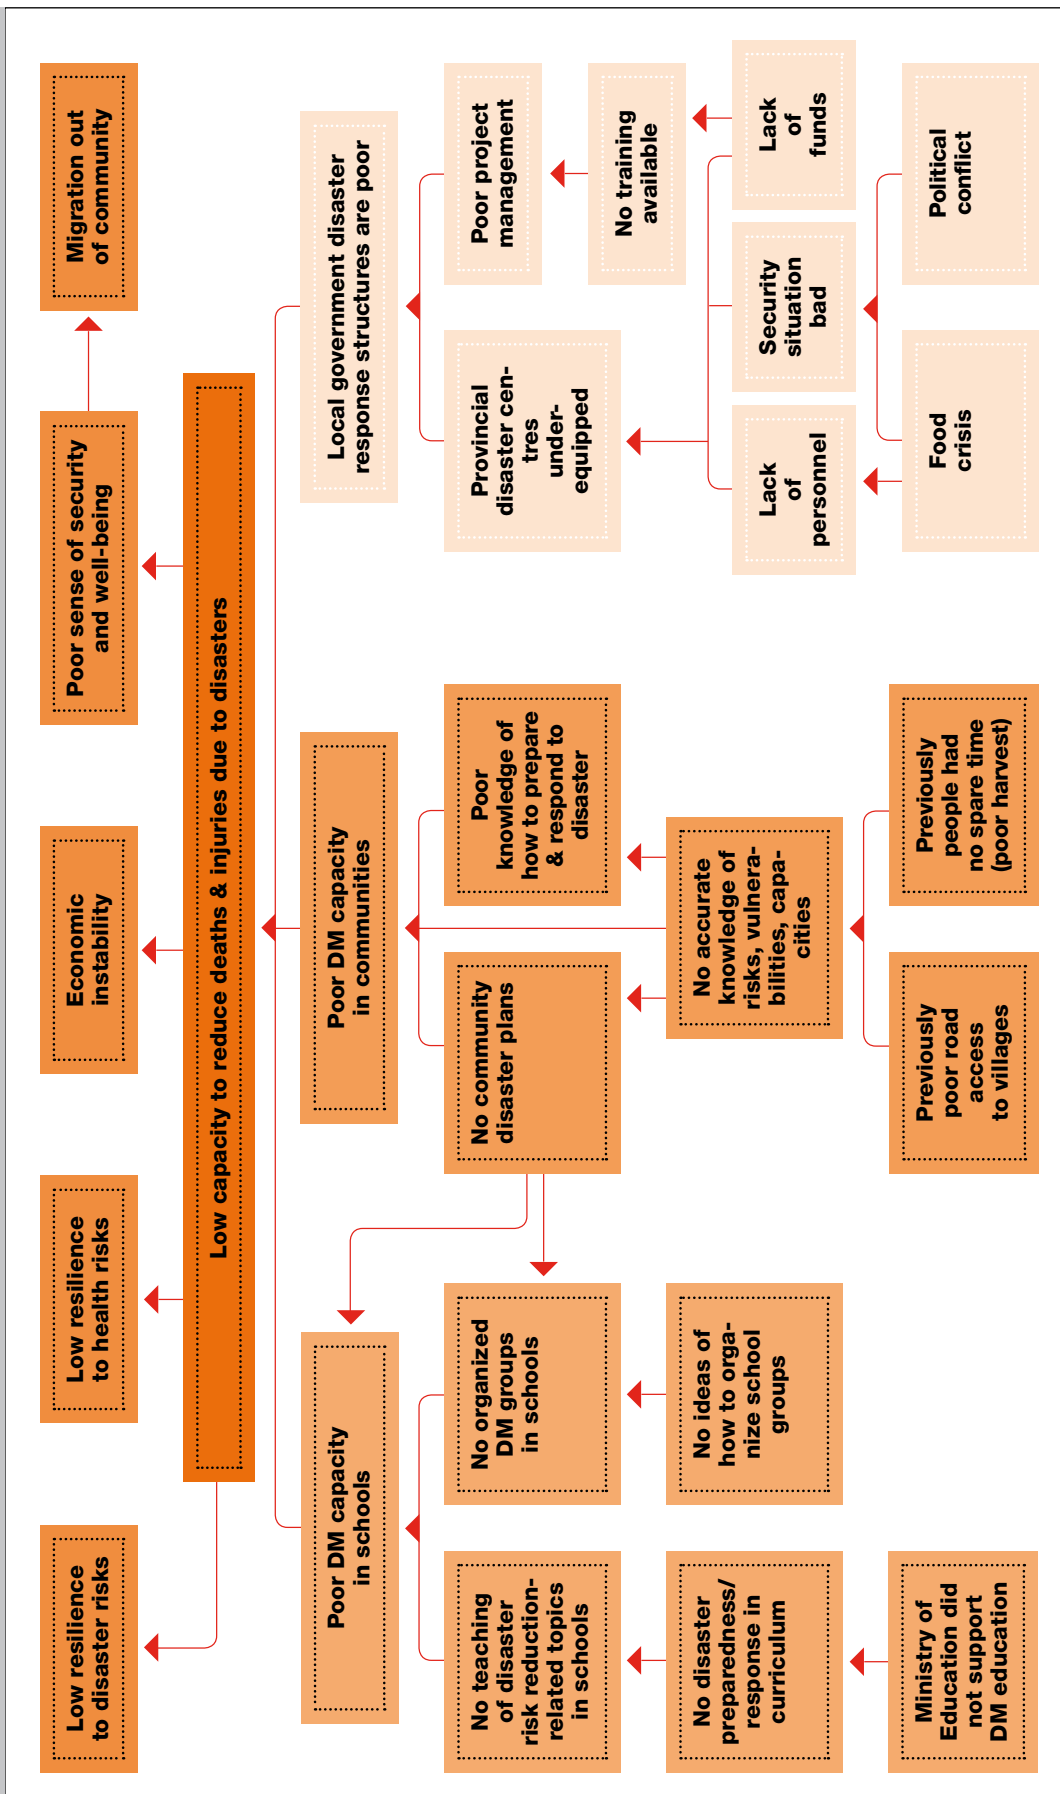 Low resilience
to disaster risks
Low resilience
to health risks
Economic
instability
Poor sense of security
and well-being
Migration out
of community
Low capacity to reduce deaths & injuries due to disasters
Poor DM capacity
in schools
Poor DM capacity
in communities
Local government disaster
response structures are poor
No teaching
of disaster
risk reduction-
related topics
in schools
No organized
DM groups
in schools
No community
disaster plans
Poor
knowledge of
how to prepare
& respond to
disaster
Provincial
disaster cen-
tres
under-
equipped
Poor project
management
No disaster
preparedness/
response in
curriculum
No ideas of
how to orga-
nize school
groups
No accurate
knowledge of
risks, vulnera-
bilities, capa-
cities
No training
available
Lack
of
personnel
Security
situation
bad
Lack
of
funds
Ministry of
Education did
not support
DM education
Previously
poor road
access
to villages
Previously
people had
no spare time
(poor harvest)
Food
crisis
Political
conflict